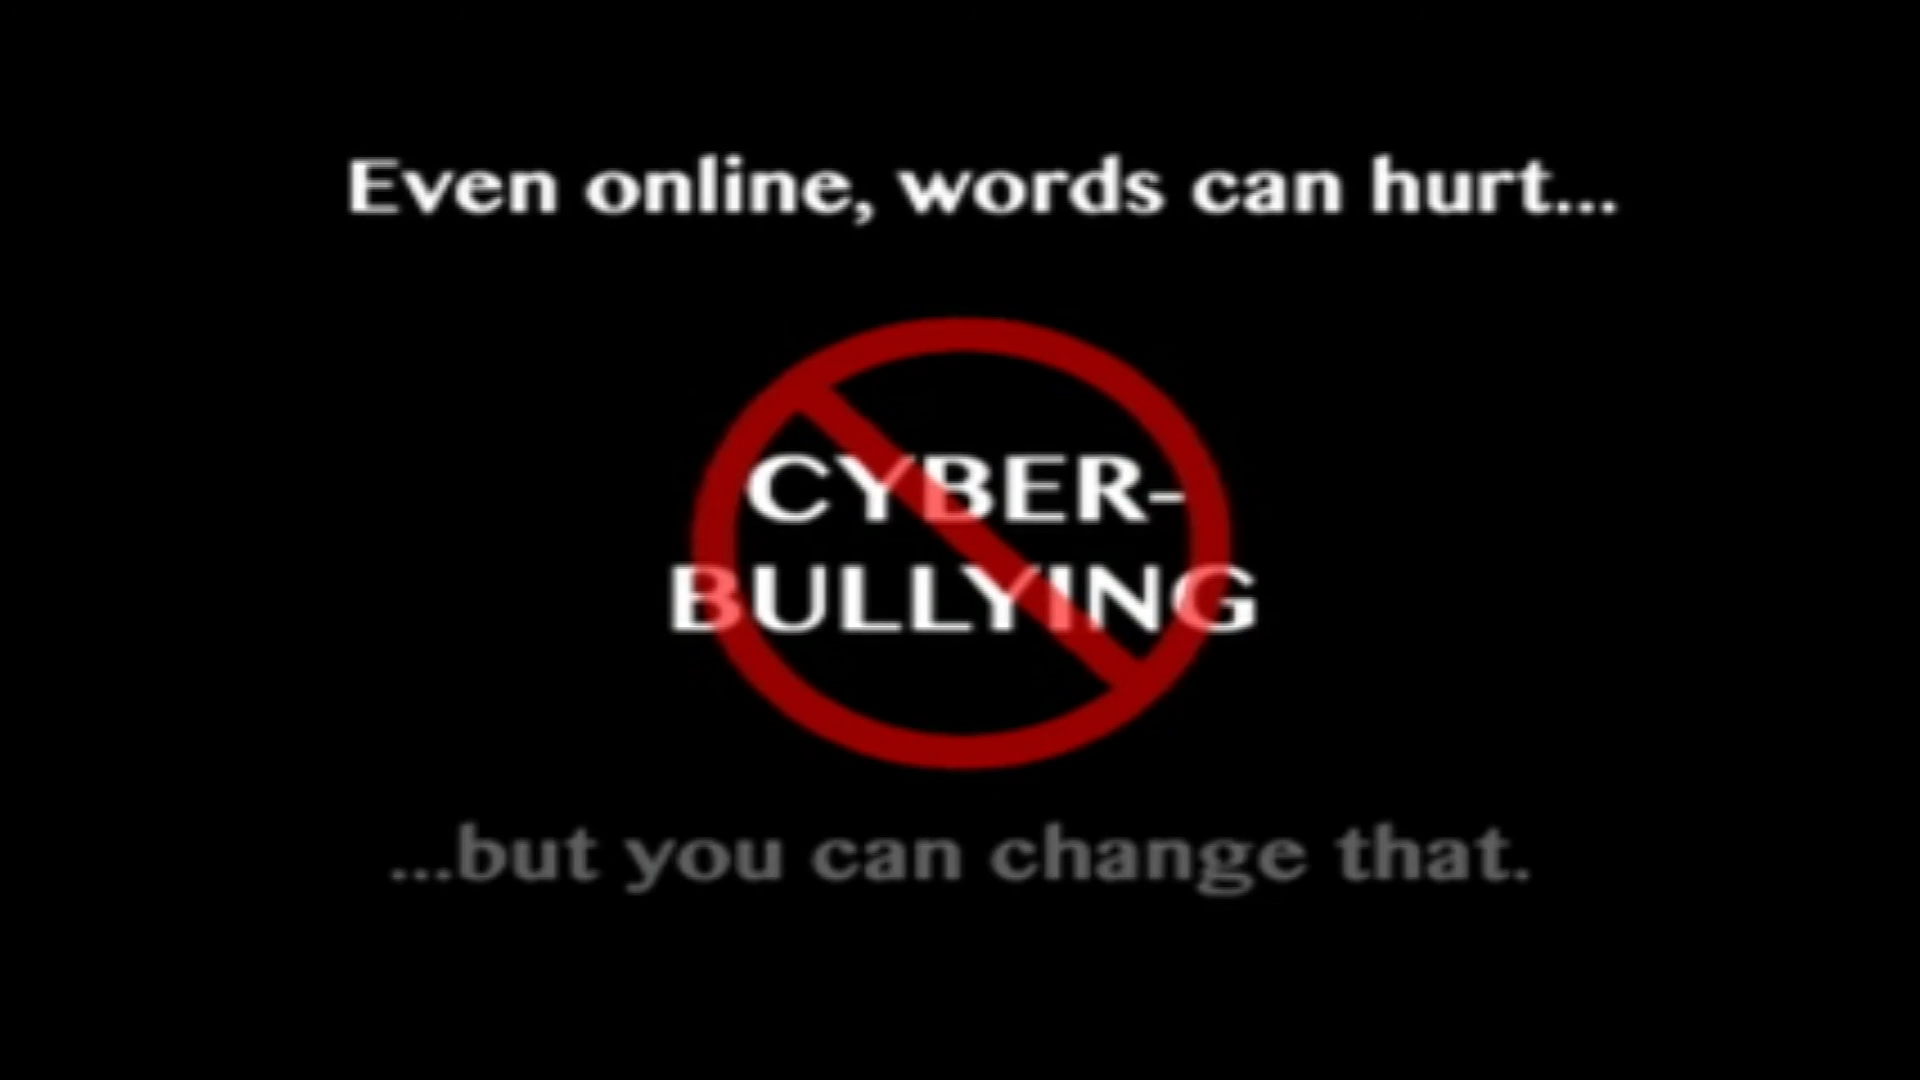 Even online, words can hurt...
CYBER-
BULLYING
...but you can change that.